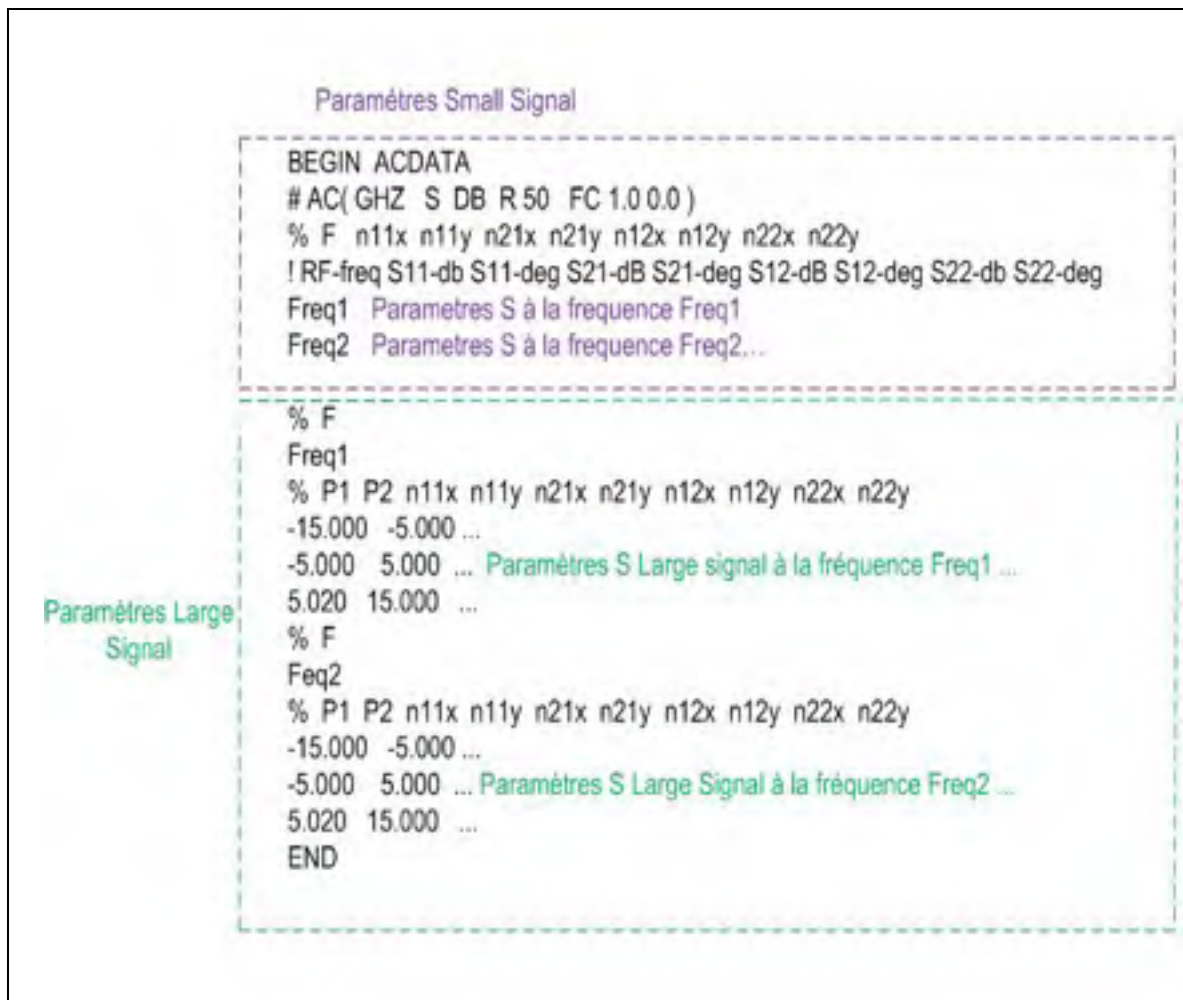 Paramétres Small Signal
BEGIN ACDATA
# AC( GHZ S DB R 50 FC 1.0 0.0 )
% F n11x n11y n21x n21y n12x n12y n22x n22y
! RF-freq S11-db S11-deg S21-dB S21-deg S12-dB S12-deg S22-db S22-deg
Freq1 Parametres S à la frequence Freq1
Freq2 Parametres S à la frequence Freq2...
% F
Freq1
% P1 P2 n11x n11y n21x n21y n12x n12y n22x n22y
-15.000 -5.000 ...
-5.000 5.000 ... Paramètres S Large signal à la fréquence Freq1 ...
5.020 15.000 ...
Paramètres Large
Signal
% F
Feq2
% P1 P2 n11x n11y n21x n21y n12x n12y n22x n22y
-15.000 -5.000 ...
-5.000 5.000 ... Paramètres S Large Signal à la fréquence Freq2 ...
5.020 15.000 ...
END